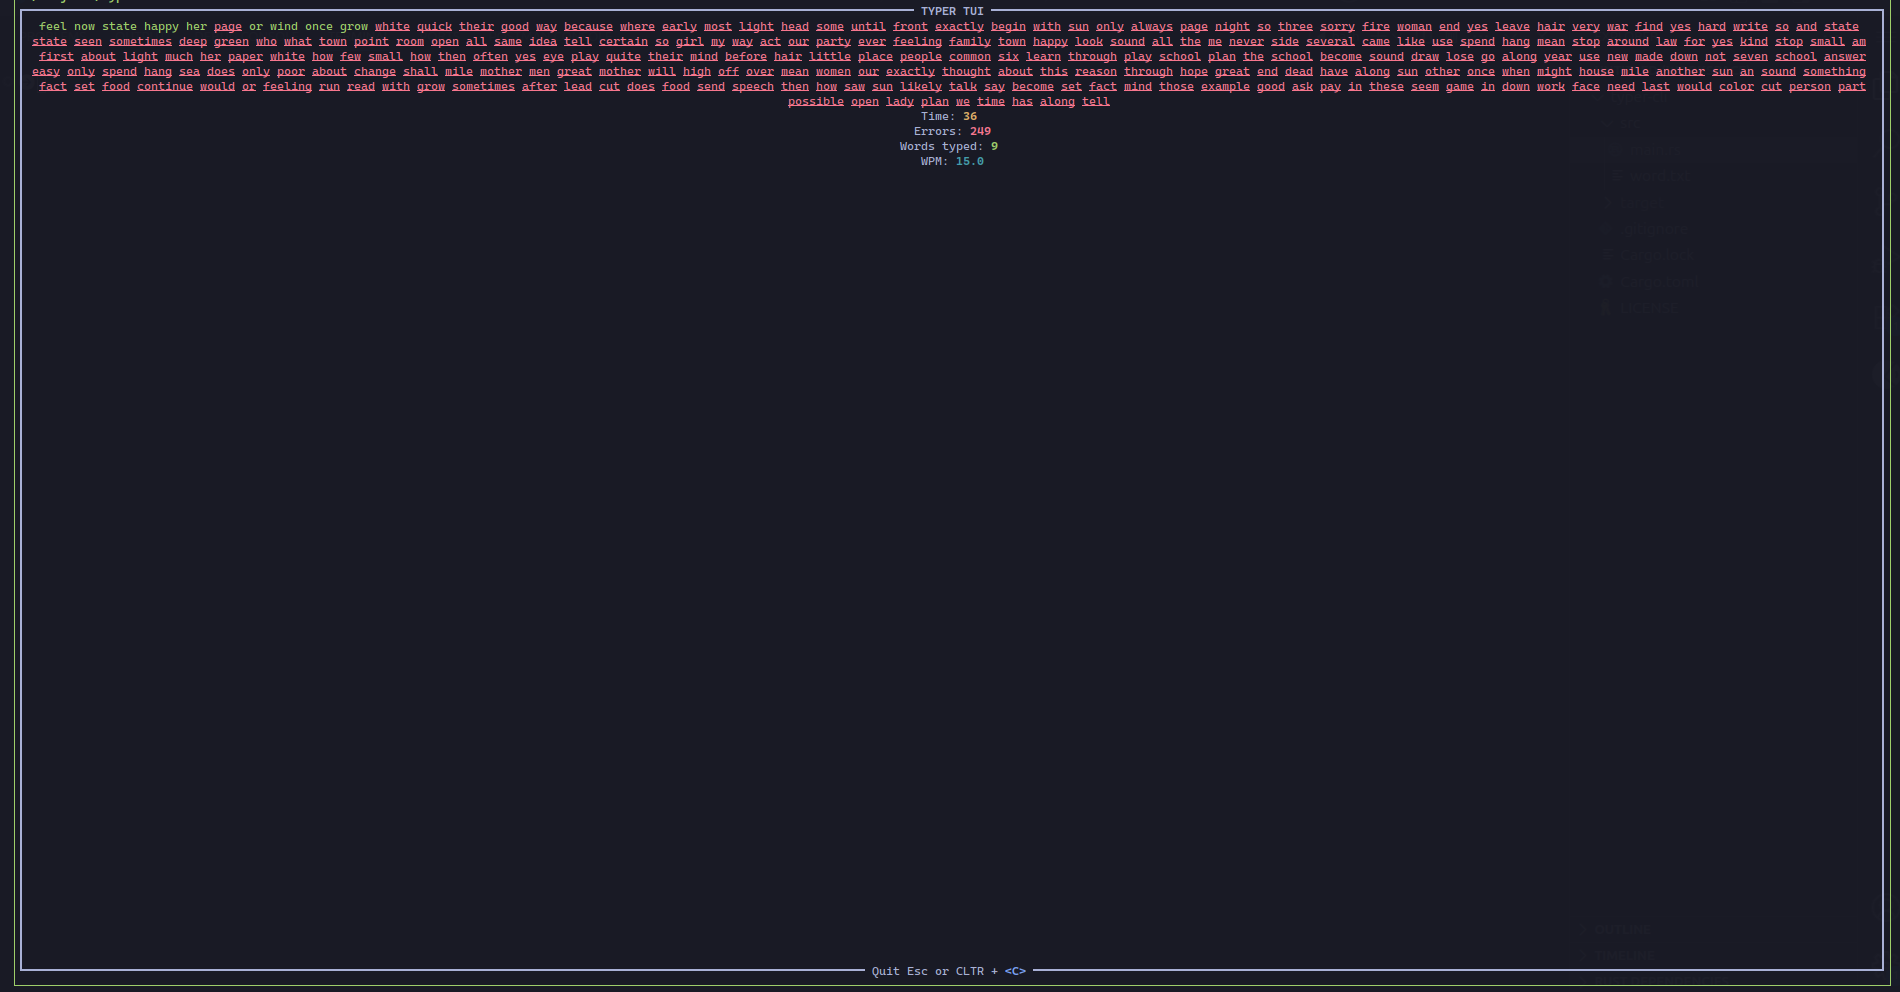 TYPER TUI
feel now state happy her page or wind once grow white quick their good way because where early most light head some until front exactly begin with sun only always page night so three sorry fire woman end yes leave hair very war find yes hard write so and state
state seen sometimes deep green who what town point room open all same idea tell certain so girl my way act our party ever feeling family town happy look sound all the me never side several came like use spend hang mean stop around law for yes kind stop small am
first about light much her paper white how few small how then often yes eye play quite their mind before hair little place people common six learn through play school plan the school become sound draw lose go along year use new made down not seven school answer
easy only spend hang sea does only poor about change shall mile mother men great mother will high off over mean women our exactly thought about this reason through hope great end dead have along sun other once when might house mile another sun an sound something
fact set food continue would or feeling run read with grow sometimes after lead cut does food send speech then how saw sun likely talk say become set fact mind those example good ask pay in these seem game in down work face need last would color cut person part
possible open lady plan we time has along tell
Time: 36
Errors: 249
Words typed: 9
WPM: 15.0
Quit Esc or CLTR + <C>